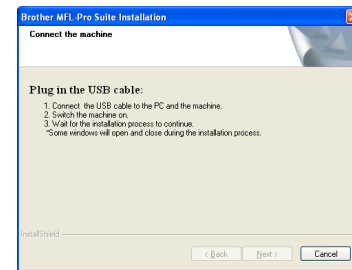 Brother MFL-Pro Suite Installation
Connect the machine
Plug in the USB cable:
1. Connect the USB cable to the PC and the machine.
2. Switch the machine on.
3. Wait for the installation process to continue.
*Some windows will open and close during the installation process.
InstallShield
< Back Next > Cancel